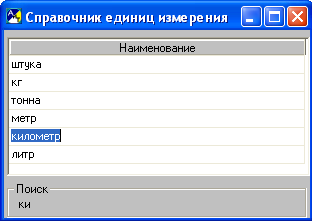 Справочник единиц измерения
Наименование
штука
кг
тонна
метр
километр
литр
Поиск
ки